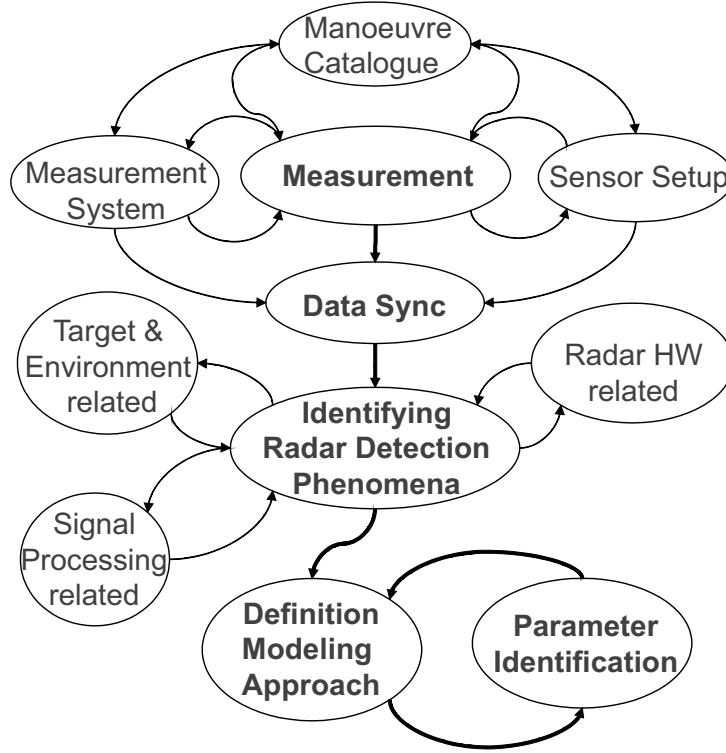 Manoeuvre
Catalogue
Measurement
System
Measurement
Sensor Setup
Data Sync
Target &
Environment
related
Radar HW
related
Identifying
Radar Detection
Phenomena
Signal
Processing
related
Definition
Modeling
Approach
Parameter
Identification